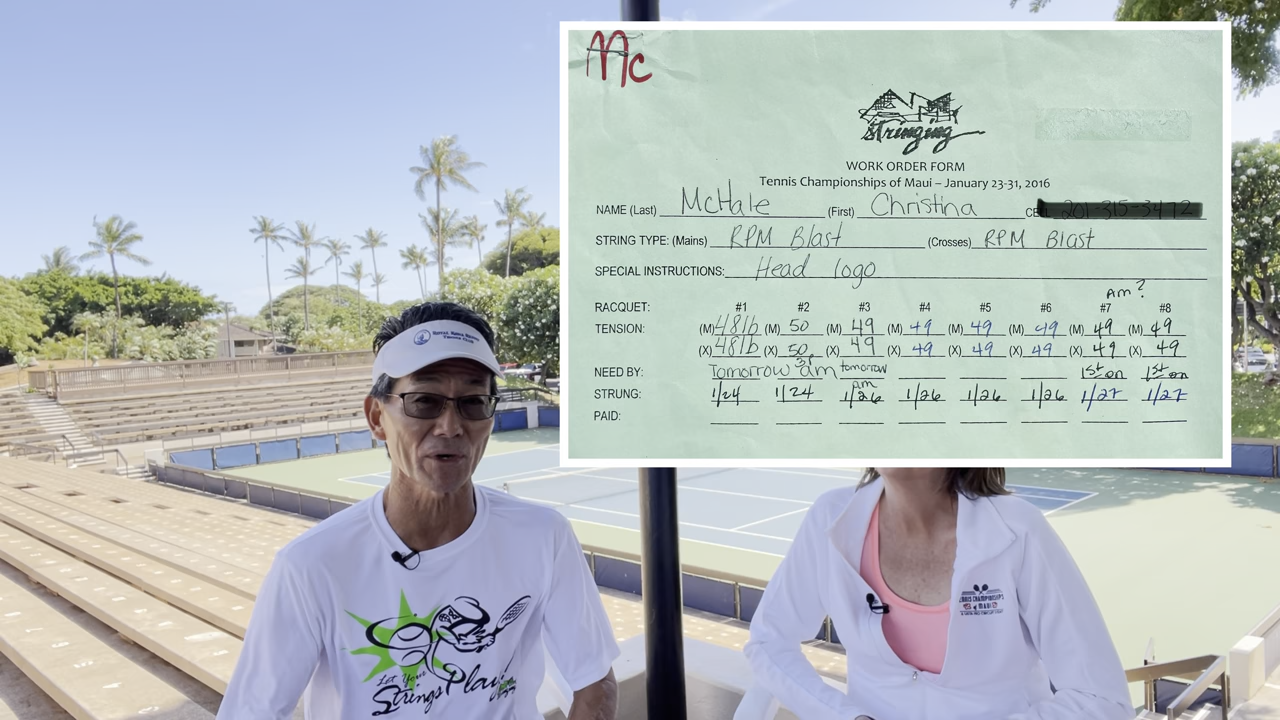 Mc
Stringing
WORK ORDER FORM
Tennis Championships of Maui – January 23-31, 2016
NAME (Last) McHale (First) Christina
STRING TYPE: (Mains) RPM Blast (Crosses) RPM Blast
SPECIAL INSTRUCTIONS: Head logo
Am?
RACQUET: #1 #2 #3 #4 #5 #6 #7 #8
TENSION: (M) 48lb (M) 50 (M) 49 (M) 49 (M) 49 (M) 49 (M) 49 (M) 49
(X) 48lb (X) 50 (X) 49 (X) 49 (X) 49 (X) 49 (X) 49 (X) 49
NEED BY: Tomorrow am tomorrow am 1st on 1st on
STRUNG: 1/24 1/24 1/26 1/26 1/26 1/26 1/27 1/27
PAID:
Let Your
Strings Play!